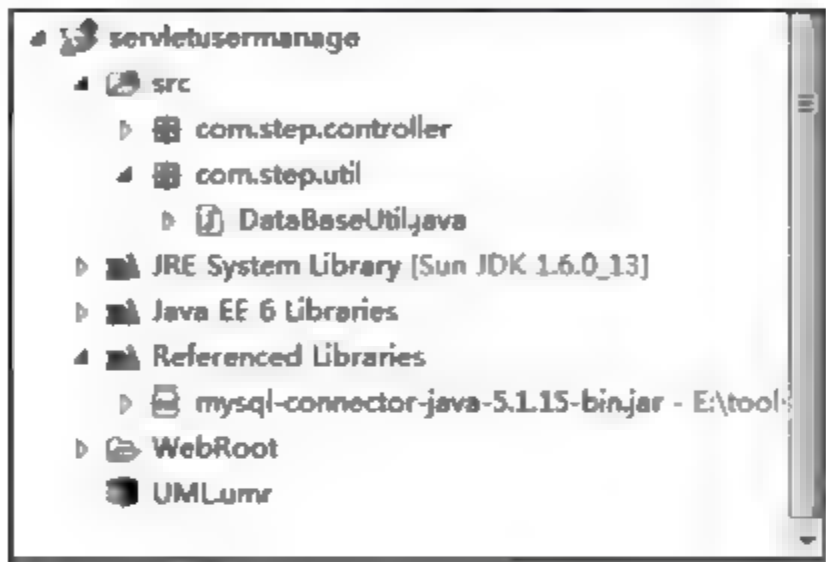 servletusermanage
src
com.step.controller
com.step.util
DataBaseUtil.java
JRE System Library [Sun JDK 1.6.0_13]
Java EE 6 Libraries
Referenced Libraries
mysql-connector-java-5.1.15-bin.jar - E:\tool
WebRoot
UML.umr